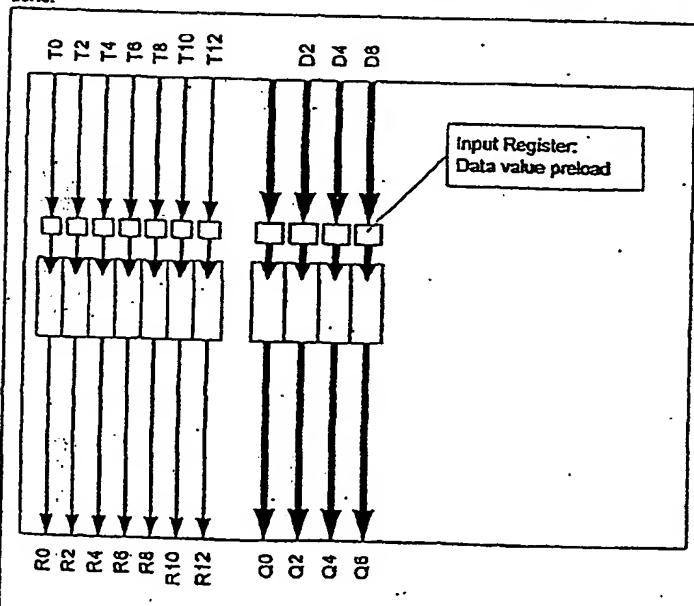 T0 T2 T4 T6 T8 T10 T12 D2 D4 D6
Input Register:
Data value preload
R0 R2 R4 R6 R8 R10 R12 Q0 Q2 Q4 Q6